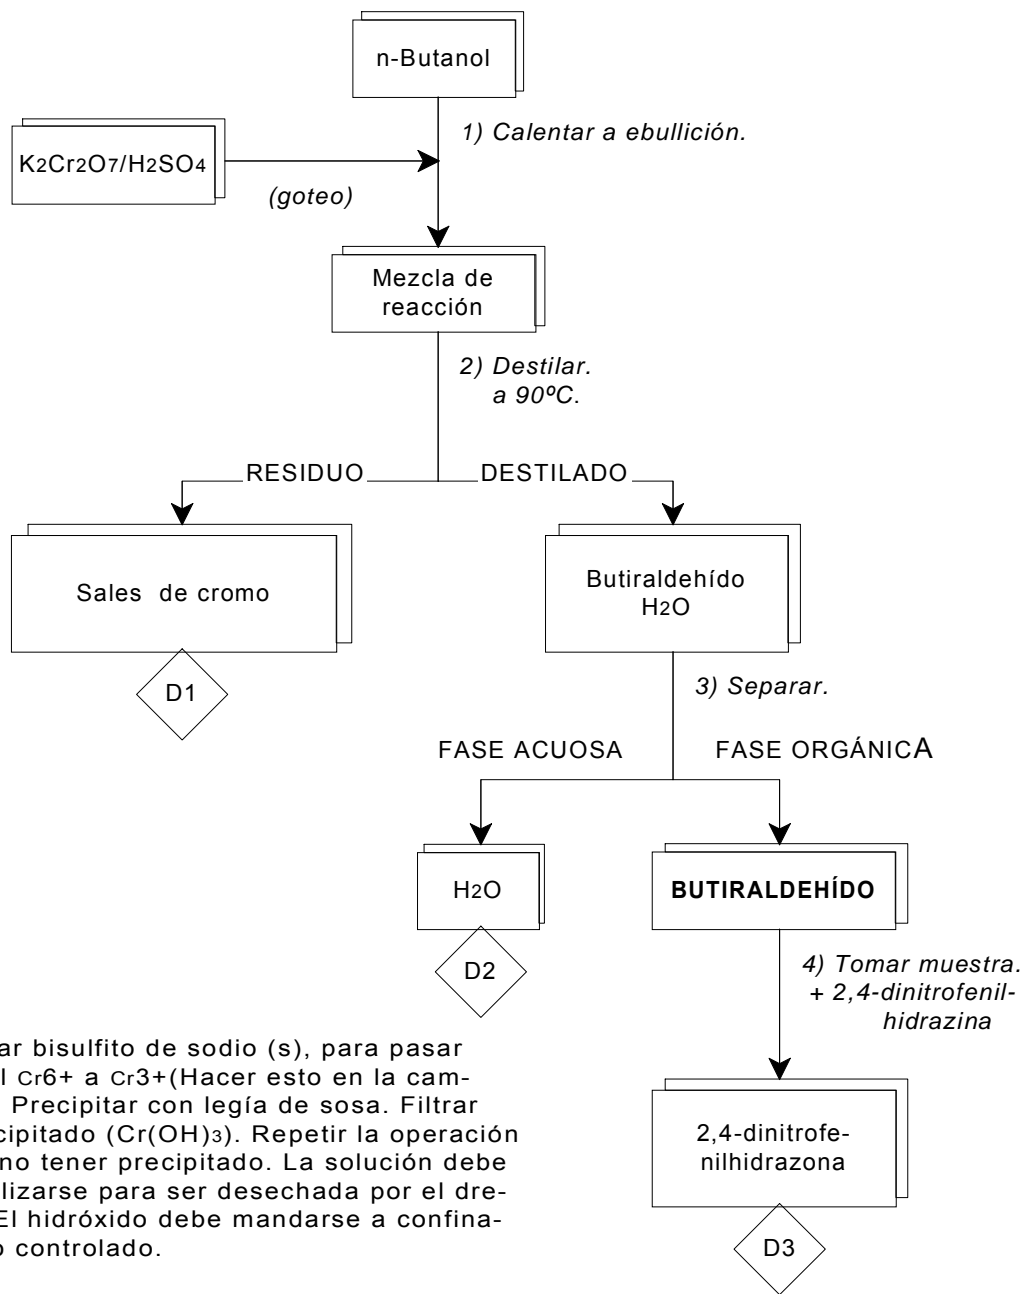 n-Butanol
1) Calentar a ebullición.
K2Cr2O7/H2SO4
(goteo)
Mezcla de
reacción
2) Destilar.
a 90ºC.
RESIDUO
DESTILADO
Sales de cromo
Butiraldehído
H2O
D1
3) Separar.
FASE ACUOSA
FASE ORGÁNICA
H2O
BUTIRALDEHÍDO
D2
4) Tomar muestra.
+ 2,4-dinitrofenil-
hidrazina
ar bisulfito de sodio (s), para pasar
l Cr6+ a Cr3+(Hacer esto en la cam-
Precipitar con legía de sosa. Filtrar
cipitado (Cr(OH)3). Repetir la operación
no tener precipitado. La solución debe
lizarse para ser desechada por el dre-
El hidróxido debe mandarse a confina-
o controlado.
2,4-dinitrofe-
nilhidrazona
D3